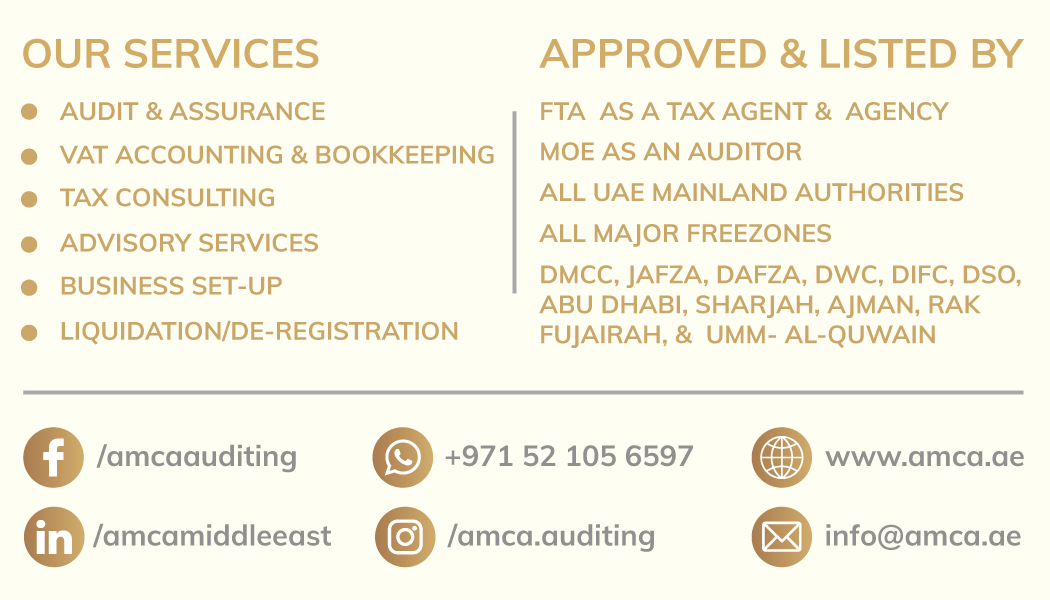 OUR SERVICES
AUDIT & ASSURANCE
VAT ACCOUNTING & BOOKKEEPING
TAX CONSULTING
ADVISORY SERVICES
BUSINESS SET-UP
LIQUIDATION/DE-REGISTRATION
APPROVED & LISTED BY
FTA AS A TAX AGENT & AGENCY
MOE AS AN AUDITOR
ALL UAE MAINLAND AUTHORITIES
ALL MAJOR FREEZONES
DMCC, JAFZA, DAFZA, DWC, DIFC, DSO,
ABU DHABI, SHARJAH, AJMAN, RAK
FUJAIRAH, & UMM- AL-QUWAIN
/amcaauditing
+971 52 105 6597
www.amca.ae
/amcamiddleeast
/amca.auditing
info@amca.ae